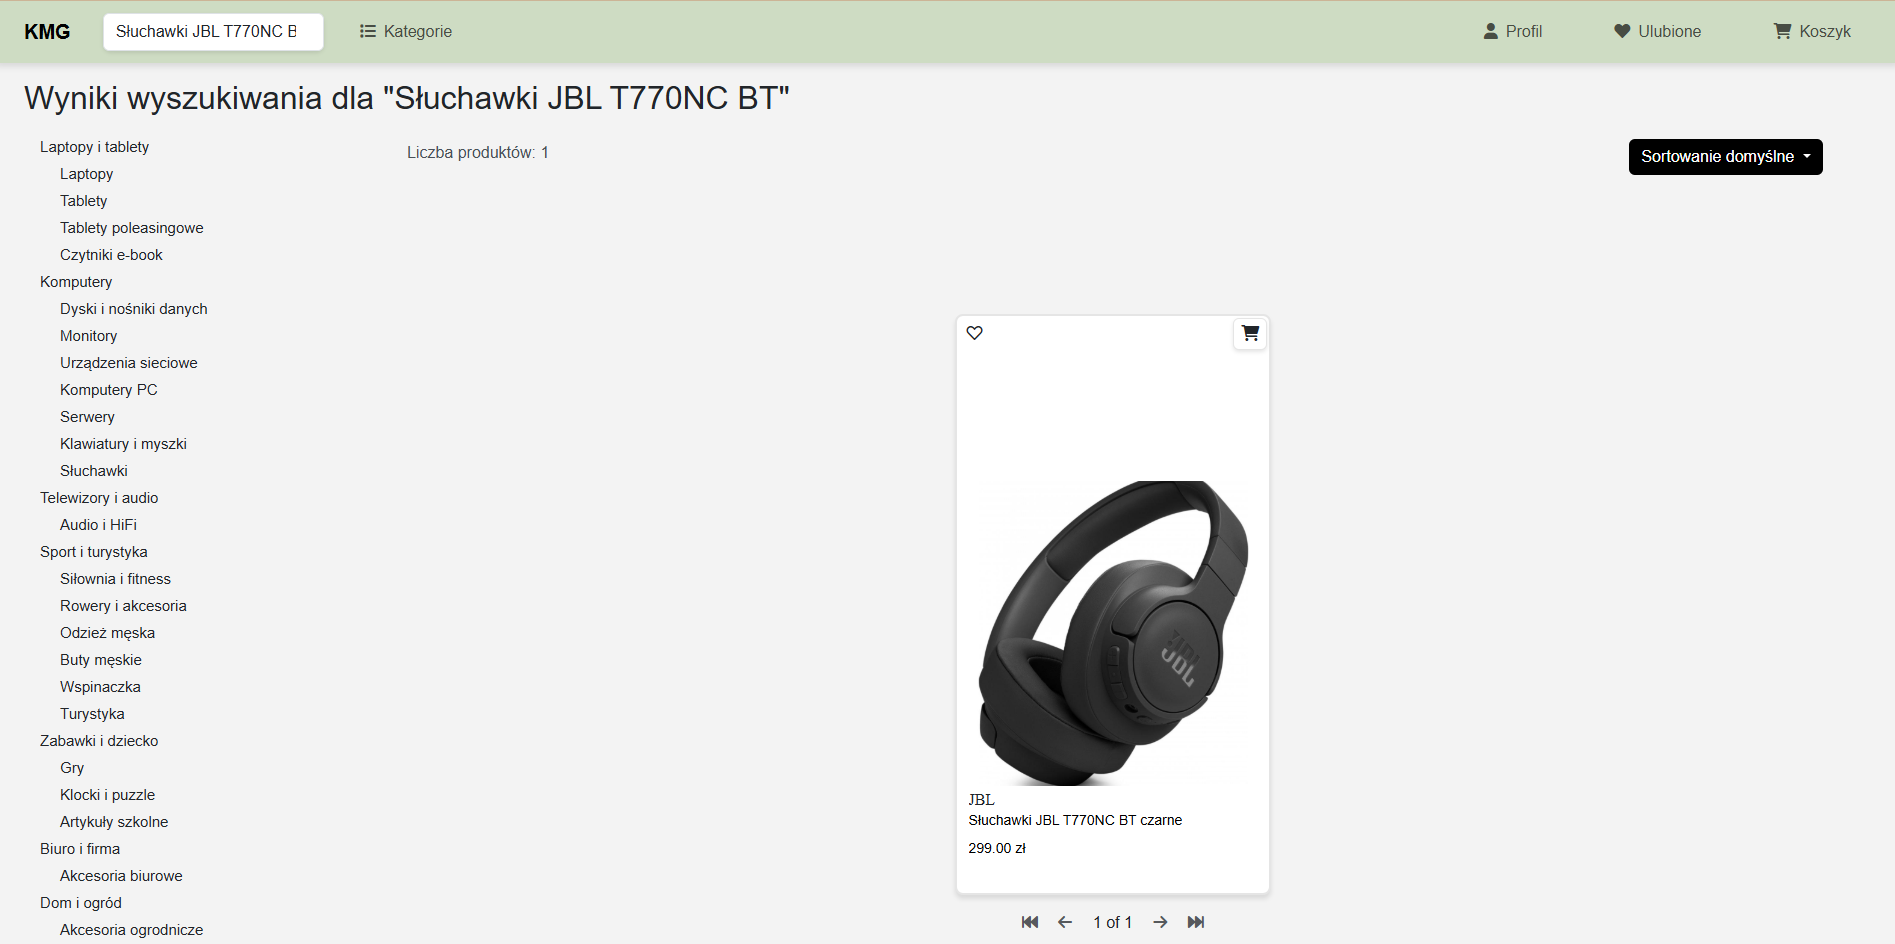 KMG
Słuchawki JBL T770NC B
Kategorie
Profil
Ulubione
Koszyk
Wyniki wyszukiwania dla "Słuchawki JBL T770NC BT"
Laptopy i tablety
Laptopy
Tablety
Tablety poleasingowe
Czytniki e-book
Komputery
Dyski i nośniki danych
Monitory
Urządzenia sieciowe
Komputery PC
Serwery
Klawiatury i myszki
Słuchawki
Telewizory i audio
Audio i HiFi
Sport i turystyka
Siłownia i fitness
Rowery i akcesoria
Odzież męska
Buty męskie
Wspinaczka
Turystyka
Zabawki i dziecko
Gry
Klocki i puzzle
Artykuły szkolne
Biuro i firma
Akcesoria biurowe
Dom i ogród
Akcesoria ogrodnicze
Liczba produktów: 1
Sortowanie domyślne
JBL
JBL
Słuchawki JBL T770NC BT czarne
299.00 zł
1 of 1